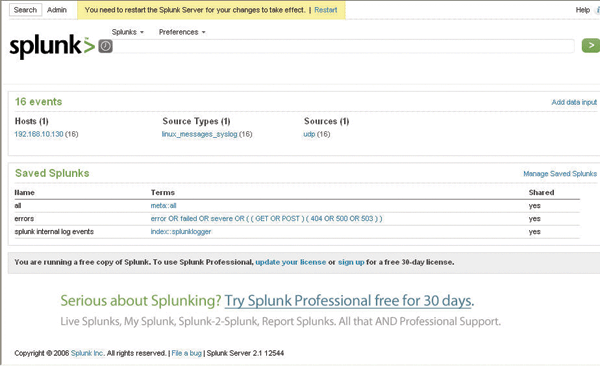 Search Admin You need to restart the Splunk Server for your changes to take effect. | Restart Help
Splunks Preferences
splunk>
16 events Add data input
Hosts (1) Source Types (1) Sources (1)
192.168.10.130 (16) linux_messages_syslog (16) udp (16)
Saved Splunks Manage Saved Splunks
Name Terms Shared
all meta::all yes
errors error OR failed OR severe OR ( ( GET OR POST ) ( 404 OR 500 OR 503 ) ) yes
splunk internal log events index::splunklogger yes
You are running a free copy of Splunk. To use Splunk Professional, update your license or sign up for a free 30-day license.
Serious about Splunking? Try Splunk Professional free for 30 days.
Live Splunks, My Splunk, Splunk-2-Splunk, Report Splunks. All that AND Professional Support.
Copyright © 2006 Splunk Inc. All rights reserved. | File a bug | Splunk Server 2.1 12544